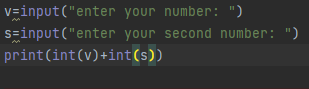 v=input("enter your number: ")
s=input("enter your second number: ")
print(int(v)+int(s))